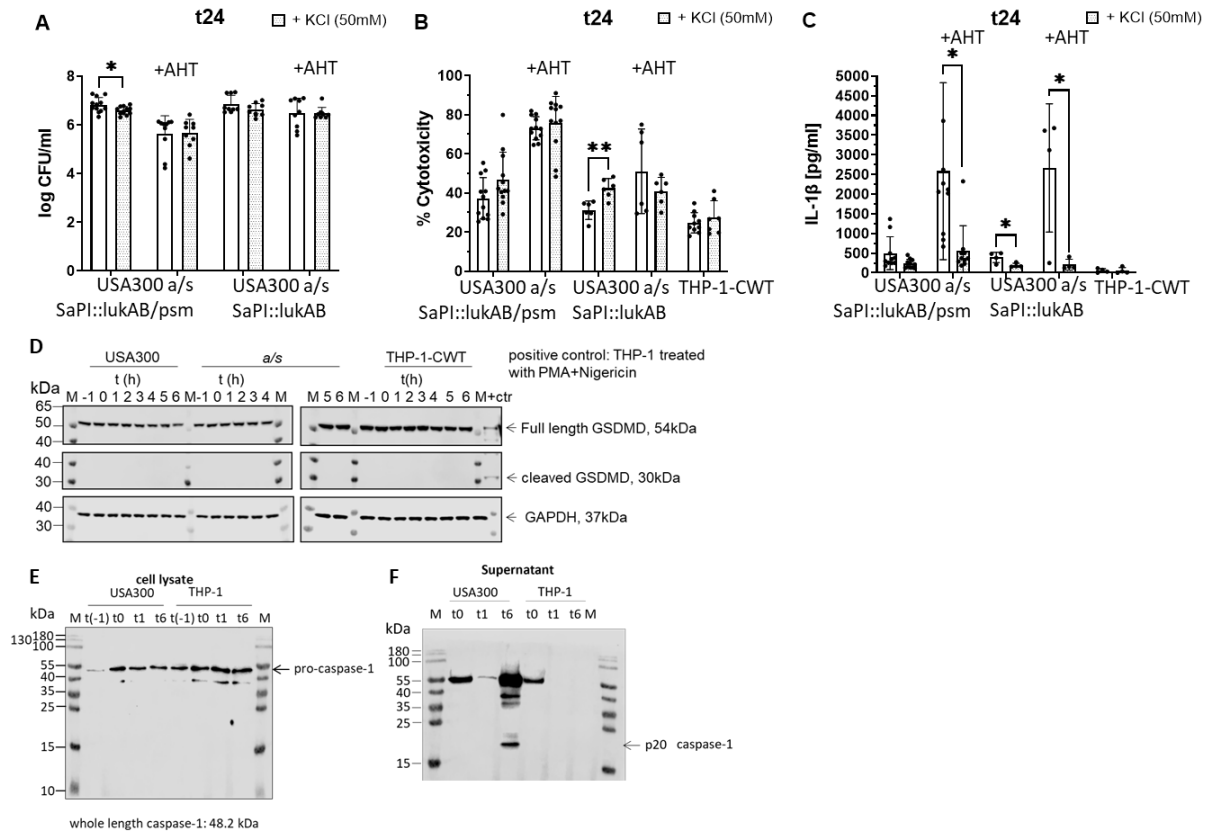 A
t24
+ KCl (50mM)
*
+AHT
+AHT
log CFU/ml
8
6
4
2
0
USA300 a/s
SaPI::lukAB/psm
USA300 a/s
SaPI::lukAB
B
t24
+ KCl (50mM)
+AHT
+AHT
% Cytotoxicity
100
80
60
40
20
0
**
USA300 a/s
SaPI::lukAB/psm
USA300 a/s
SaPI::lukAB
THP-1-CWT
C
t24
+ KCl (50mM)
+AHT
+AHT
*
*
*
IL-1β [pg/ml]
5000
4500
4000
3500
3000
2500
2000
1500
1000
500
0
USA300 a/s
SaPI::lukAB/psm
USA300 a/s
SaPI::lukAB
THP-1-CWT
D
USA300
a/s
THP-1-CWT
positive control: THP-1 treated
with PMA+Nigericin
t (h)
t (h)
t(h)
kDa
M -1 0 1 2 3 4 5 6 M -1 0 1 2 3 4 M
M 5 6 M -1 0 1 2 3 4 5 6 M+ctr
65
50
40
Full length GSDMD, 54kDa
40
30
cleaved GSDMD, 30kDa
40
30
GAPDH, 37kDa
E
cell lysate
USA300
THP-1
kDa
M t(-1) t0 t1 t6 t(-1) t0 t1 t6 M
180
130
100
55
40
35
25
15
10
pro-caspase-1
whole length caspase-1: 48.2 kDa
F
Supernatant
USA300
THP-1
M t0 t1 t6 t0 t1 t6 M
kDa
180
100
55
35
25
15
p20 caspase-1